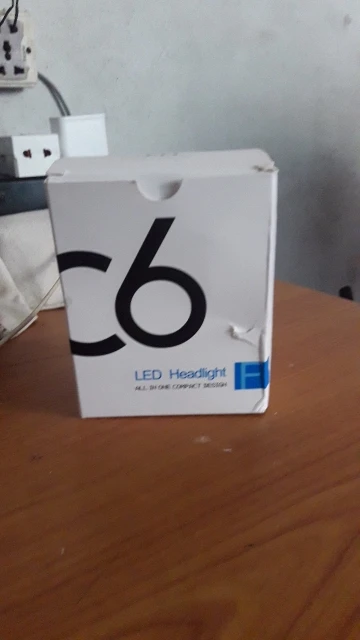 C6
LED Headlight
ALL IN ONE COMPACT DESIGN